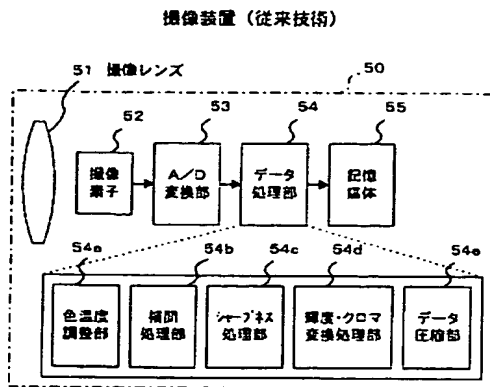 撮像装置（従来技術）
51 撮像レンズ
50
52
53
54
55
撮像
素子
A/D
変換部
データ
処理部
記憶
媒体
54a
54b
54c
54d
54e
色温度
調整部
補間
処理部
シャープネス
処理部
輝度・クロマ
変換処理部
データ
圧縮部